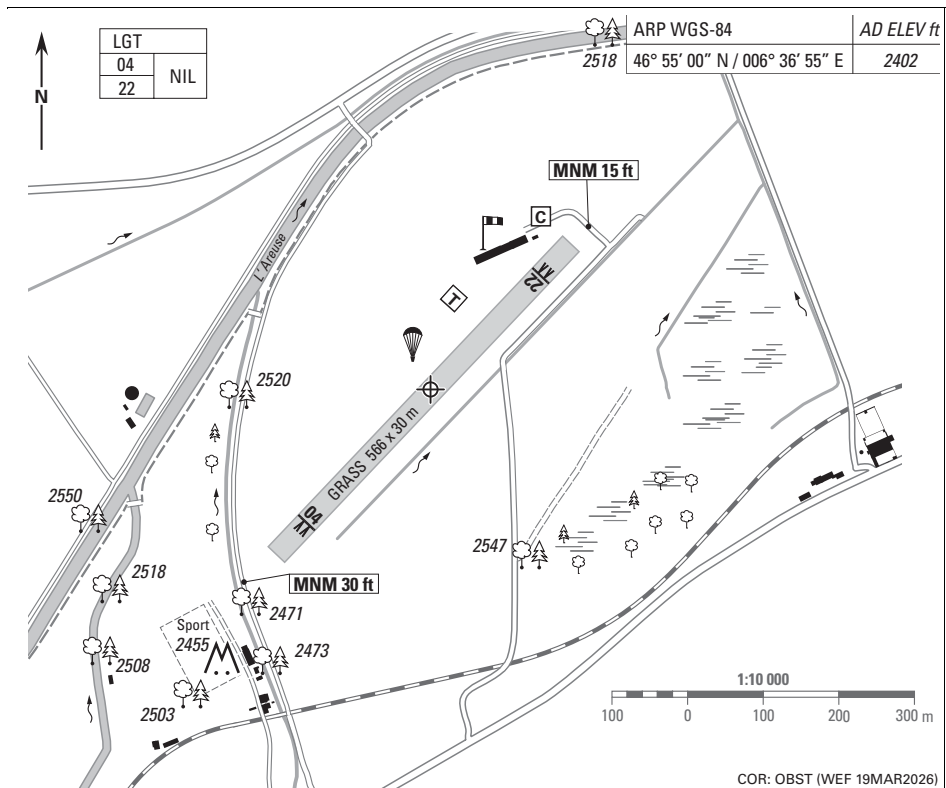 LGT
04
22
NIL
ARP WGS-84
AD ELEV ft
46° 55' 00" N / 006° 36' 55" E
2402
2518
N
MNM 15 ft
C
L'Areuse
22
T
2520
GRASS 566 x 30 m
04
2550
2547
2518
MNM 30 ft
2471
Sport
2455
2473
2508
2503
1:10 000
100 0 100 200 300 m
COR: OBST (WEF 19MAR2026)